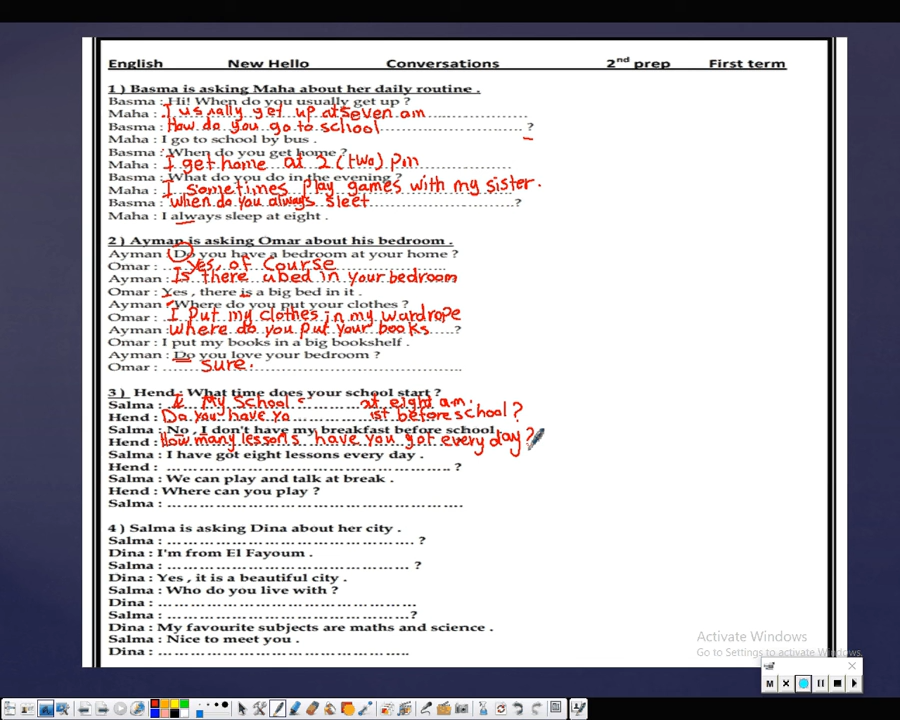 English New Hello Conversations 2nd prep First term
1 ) Basma is asking Maha about her daily routine .
Basma : Hi! When do you usually get up ?
Maha : I usually get up at seven am
Basma : How do you go to school ?
Maha : I go to school by bus .
Basma : When do you get home ?
Maha : I get home at 2 (two) pm
Basma : What do you do in the evening ?
Maha : I sometimes play games with my sister.
Basma : when do you always sleet ?
Maha : I always sleep at eight .
2 ) Ayman is asking Omar about his bedroom .
Ayman : Do you have a bedroom at your home ?
Omar : Yes, of Course
Ayman : Is there a bed in your bedroom
Omar : Yes , there is a big bed in it .
Ayman : Where do you put your clothes ?
Omar : I Put my clothes in my wardrope
Ayman : where do you put your books ?
Omar : I put my books in a big bookshelf .
Ayman : Do you love your bedroom ?
Omar : sure.
3 ) Hend : What time does your school start ?
Salma : My School at eight a.m.
Hend : Do you have yo ist before school ?
Salma : No , I don't have my breakfast before school
Hend : How many lessons have you got every day ?
Salma : I have got eight lessons every day .
Hend : ………………………………………… ?
Salma : We can play and talk at break .
Hend : Where can you play ?
Salma : …………………………………………
4 ) Salma is asking Dina about her city .
Salma : ………………………………… ?
Dina : I'm from El Fayoum .
Salma : ………………………………… ?
Dina : Yes , it is a beautiful city .
Salma : Who do you live with ?
Dina : …………………………………
Salma : …………………………………?
Dina : My favourite subjects are maths and science .
Salma : Nice to meet you .
Dina : …………………………………
Activate Windows
Go to Settings to activate Windows.
M